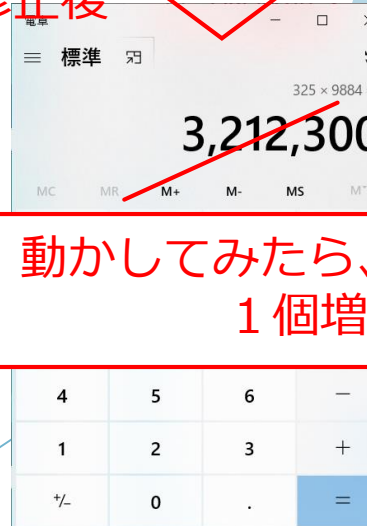 正後
電卓
標準
325 × 9884
3,212,300
MC MR M+ M- MS
動かしてみたら、
１個増
4 5 6 －
1 2 3 +
+/- 0 . =